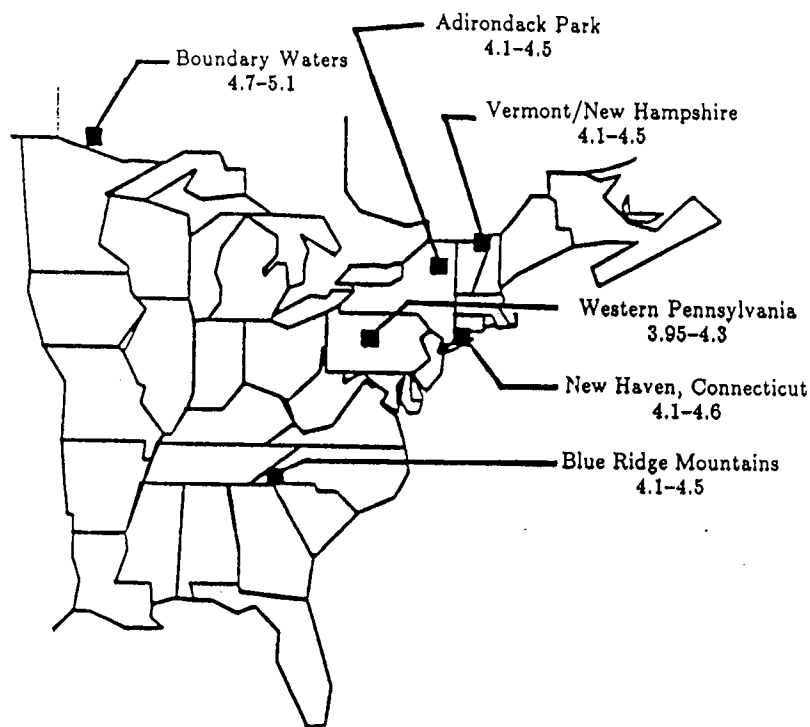 Adirondack Park
4.1–4.5
Boundary Waters
4.7–5.1
Vermont/New Hampshire
4.1–4.5
Western Pennsylvania
3.95–4.3
New Haven, Connecticut
4.1–4.6
Blue Ridge Mountains
4.1–4.5